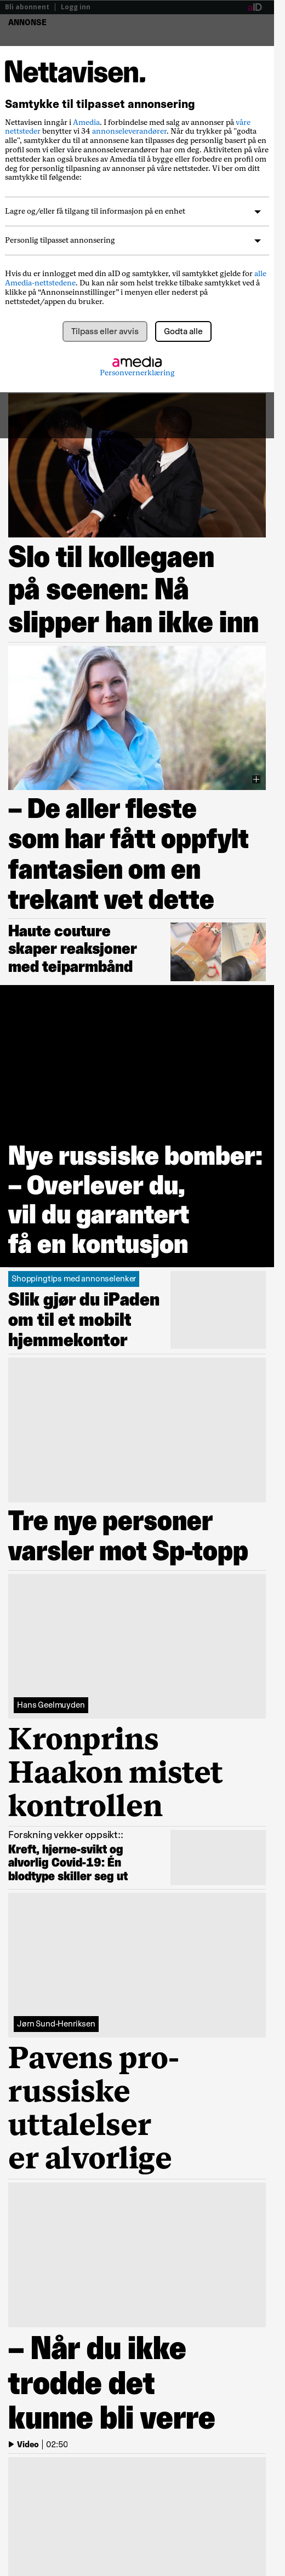 Bli abonnent | Logg inn
aID
ANNONSE
Nettavisen.
Samtykke til tilpasset annonsering
Nettavisen inngår i Amedia. I forbindelse med salg av annonser på våre
nettsteder benytter vi 34 annonseleverandører. Når du trykker på "godta
alle", samtykker du til at annonsene kan tilpasses deg personlig basert på en
profil som vi eller våre annonseleverandører har om deg. Aktiviteten på våre
nettsteder kan også brukes av Amedia til å bygge eller forbedre en profil om
deg for personlig tilpasning av annonser på våre nettsteder. Vi ber om ditt
samtykke til følgende:
Lagre og/eller få tilgang til informasjon på en enhet
Personlig tilpasset annonsering
Hvis du er innlogget med din aID og samtykker, vil samtykket gjelde for alle
Amedia-nettstedene. Du kan når som helst trekke tilbake samtykket ved å
klikke på “Annonseinnstillinger” i menyen eller nederst på
nettstedet/appen du bruker.
Tilpass eller avvis
Godta alle
amedia
Personvernerklæring
Slo til kollegaen
på scenen: Nå
slipper han ikke inn
– De aller fleste
som har fått oppfylt
fantasien om en
trekant vet dette
Haute couture
skaper reaksjoner
med teiparmbånd
Nye russiske bomber:
– Overlever du,
vil du garantert
få en kontusjon
Shoppingtips med annonselenker
Slik gjør du iPaden
om til et mobilt
hjemmekontor
Tre nye personer
varsler mot Sp-topp
Hans Geelmuyden
Kronprins
Haakon mistet
kontrollen
Forskning vekker oppsikt::
Kreft, hjerne-svikt og
alvorlig Covid-19: Én
blodtype skiller seg ut
Jørn Sund-Henriksen
Pavens pro-
russiske
uttalelser
er alvorlige
– Når du ikke
trodde det
kunne bli verre
Video | 02:50